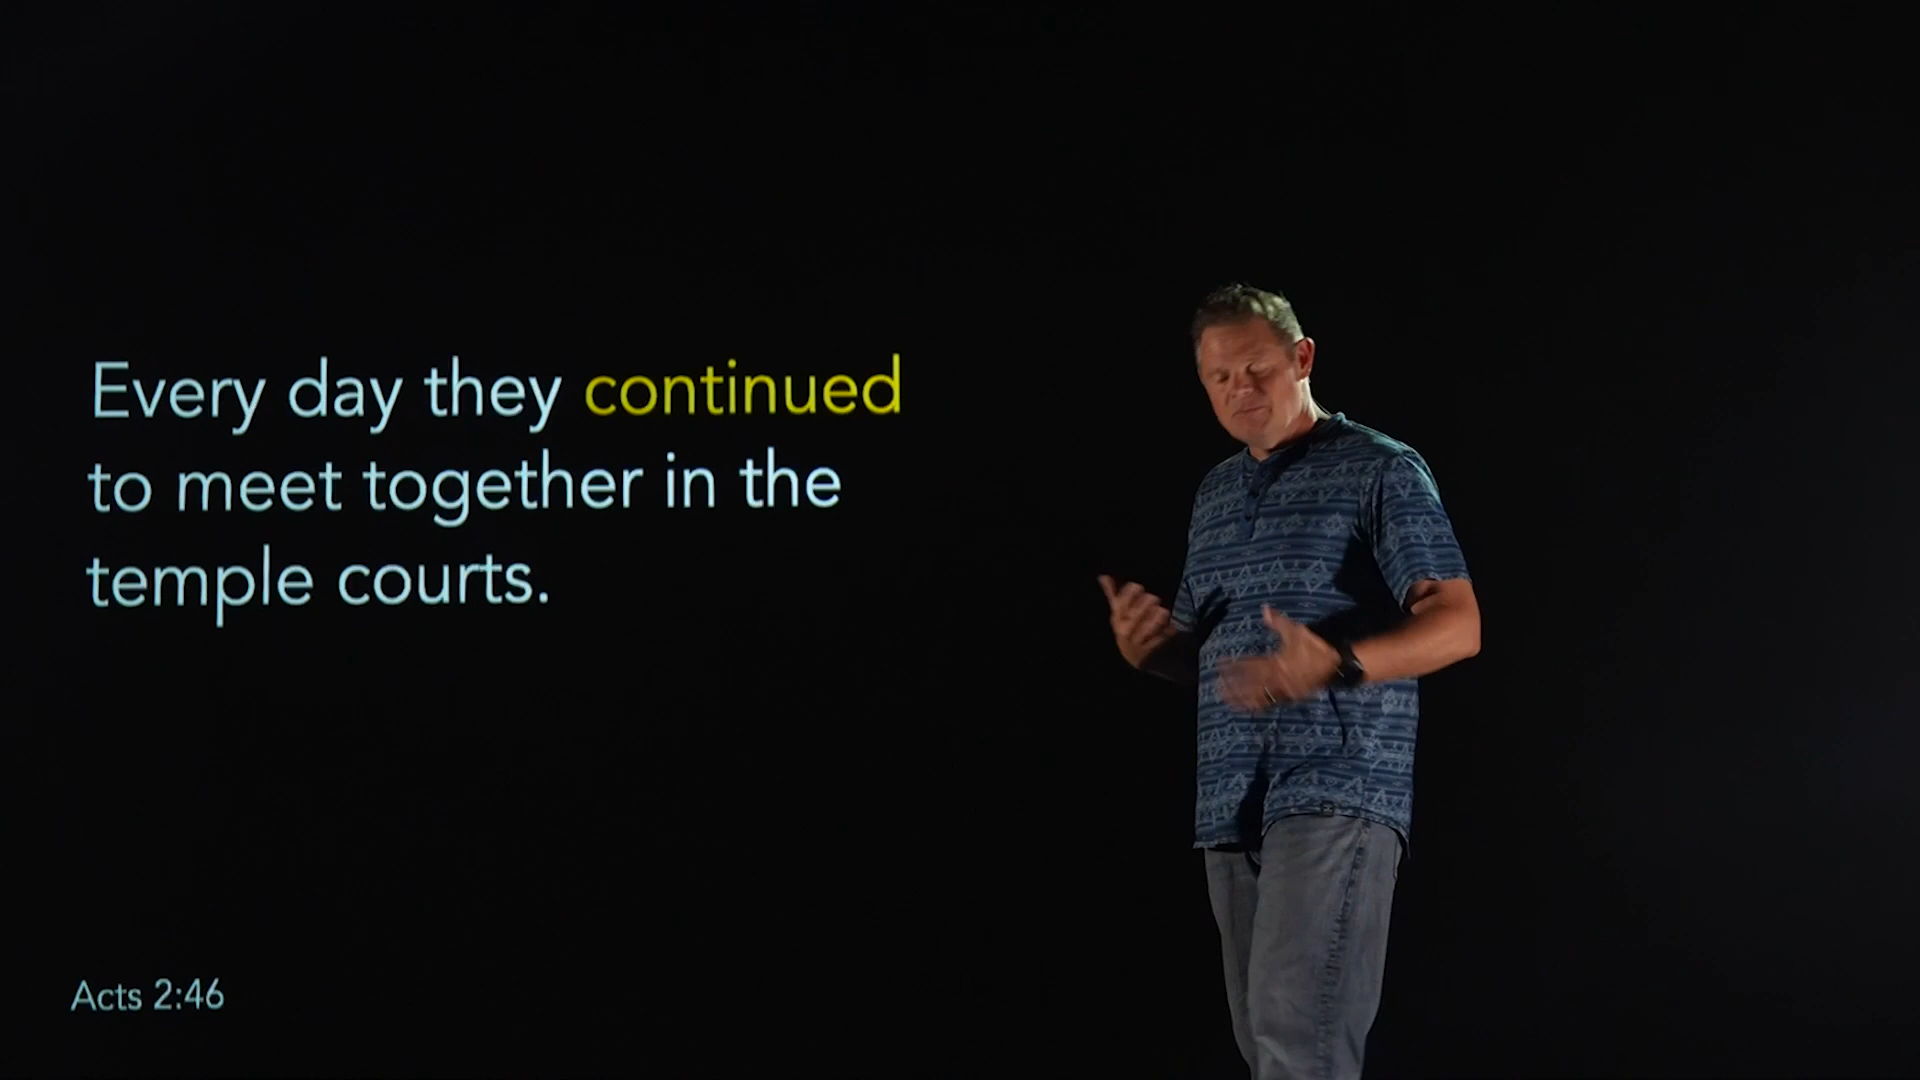 Every day they continued
to meet together in the
temple courts.
Acts 2:46